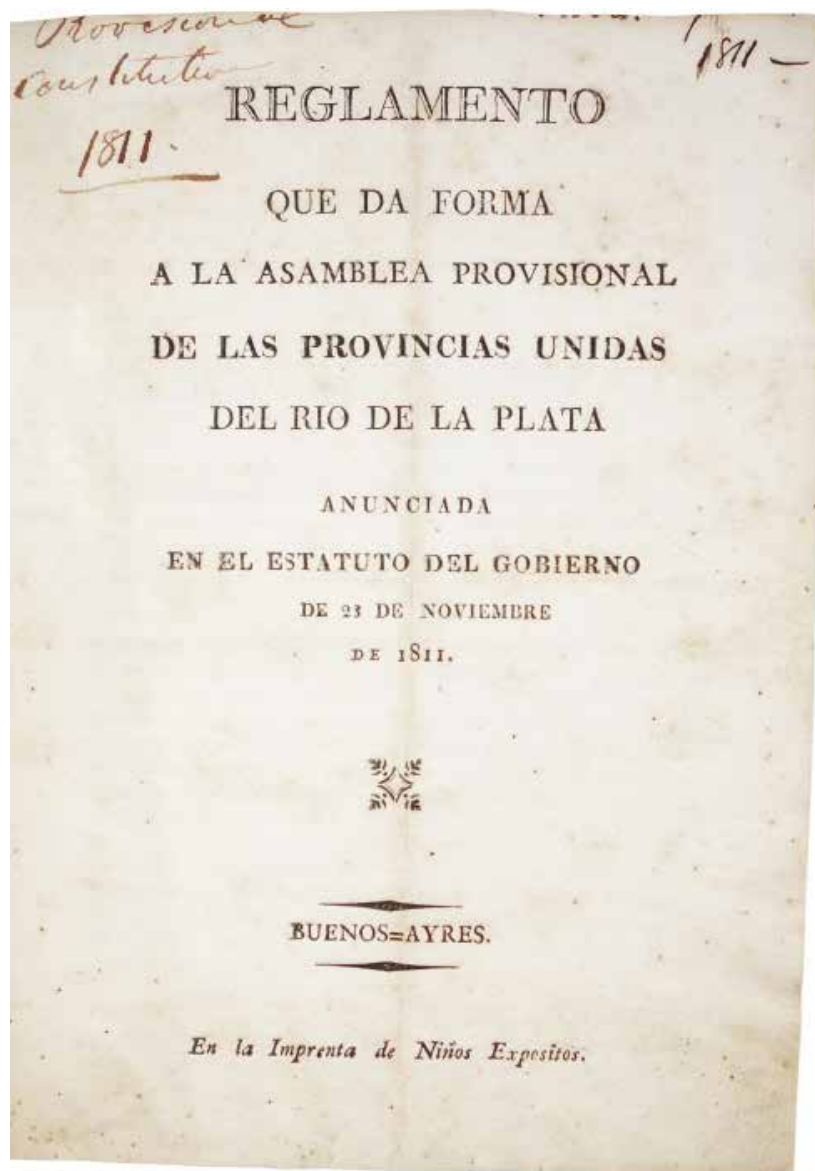 Provisional
1811 —
Constitution
1811.
REGLAMENTO
QUE DA FORMA
A LA ASAMBLEA PROVISIONAL
DE LAS PROVINCIAS UNIDAS
DEL RIO DE LA PLATA
ANUNCIADA
EN EL ESTATUTO DEL GOBIERNO
DE 23 DE NOVIEMBRE
DE 1811.
BUENOS=AYRES.
En la Imprenta de Niños Expositos.